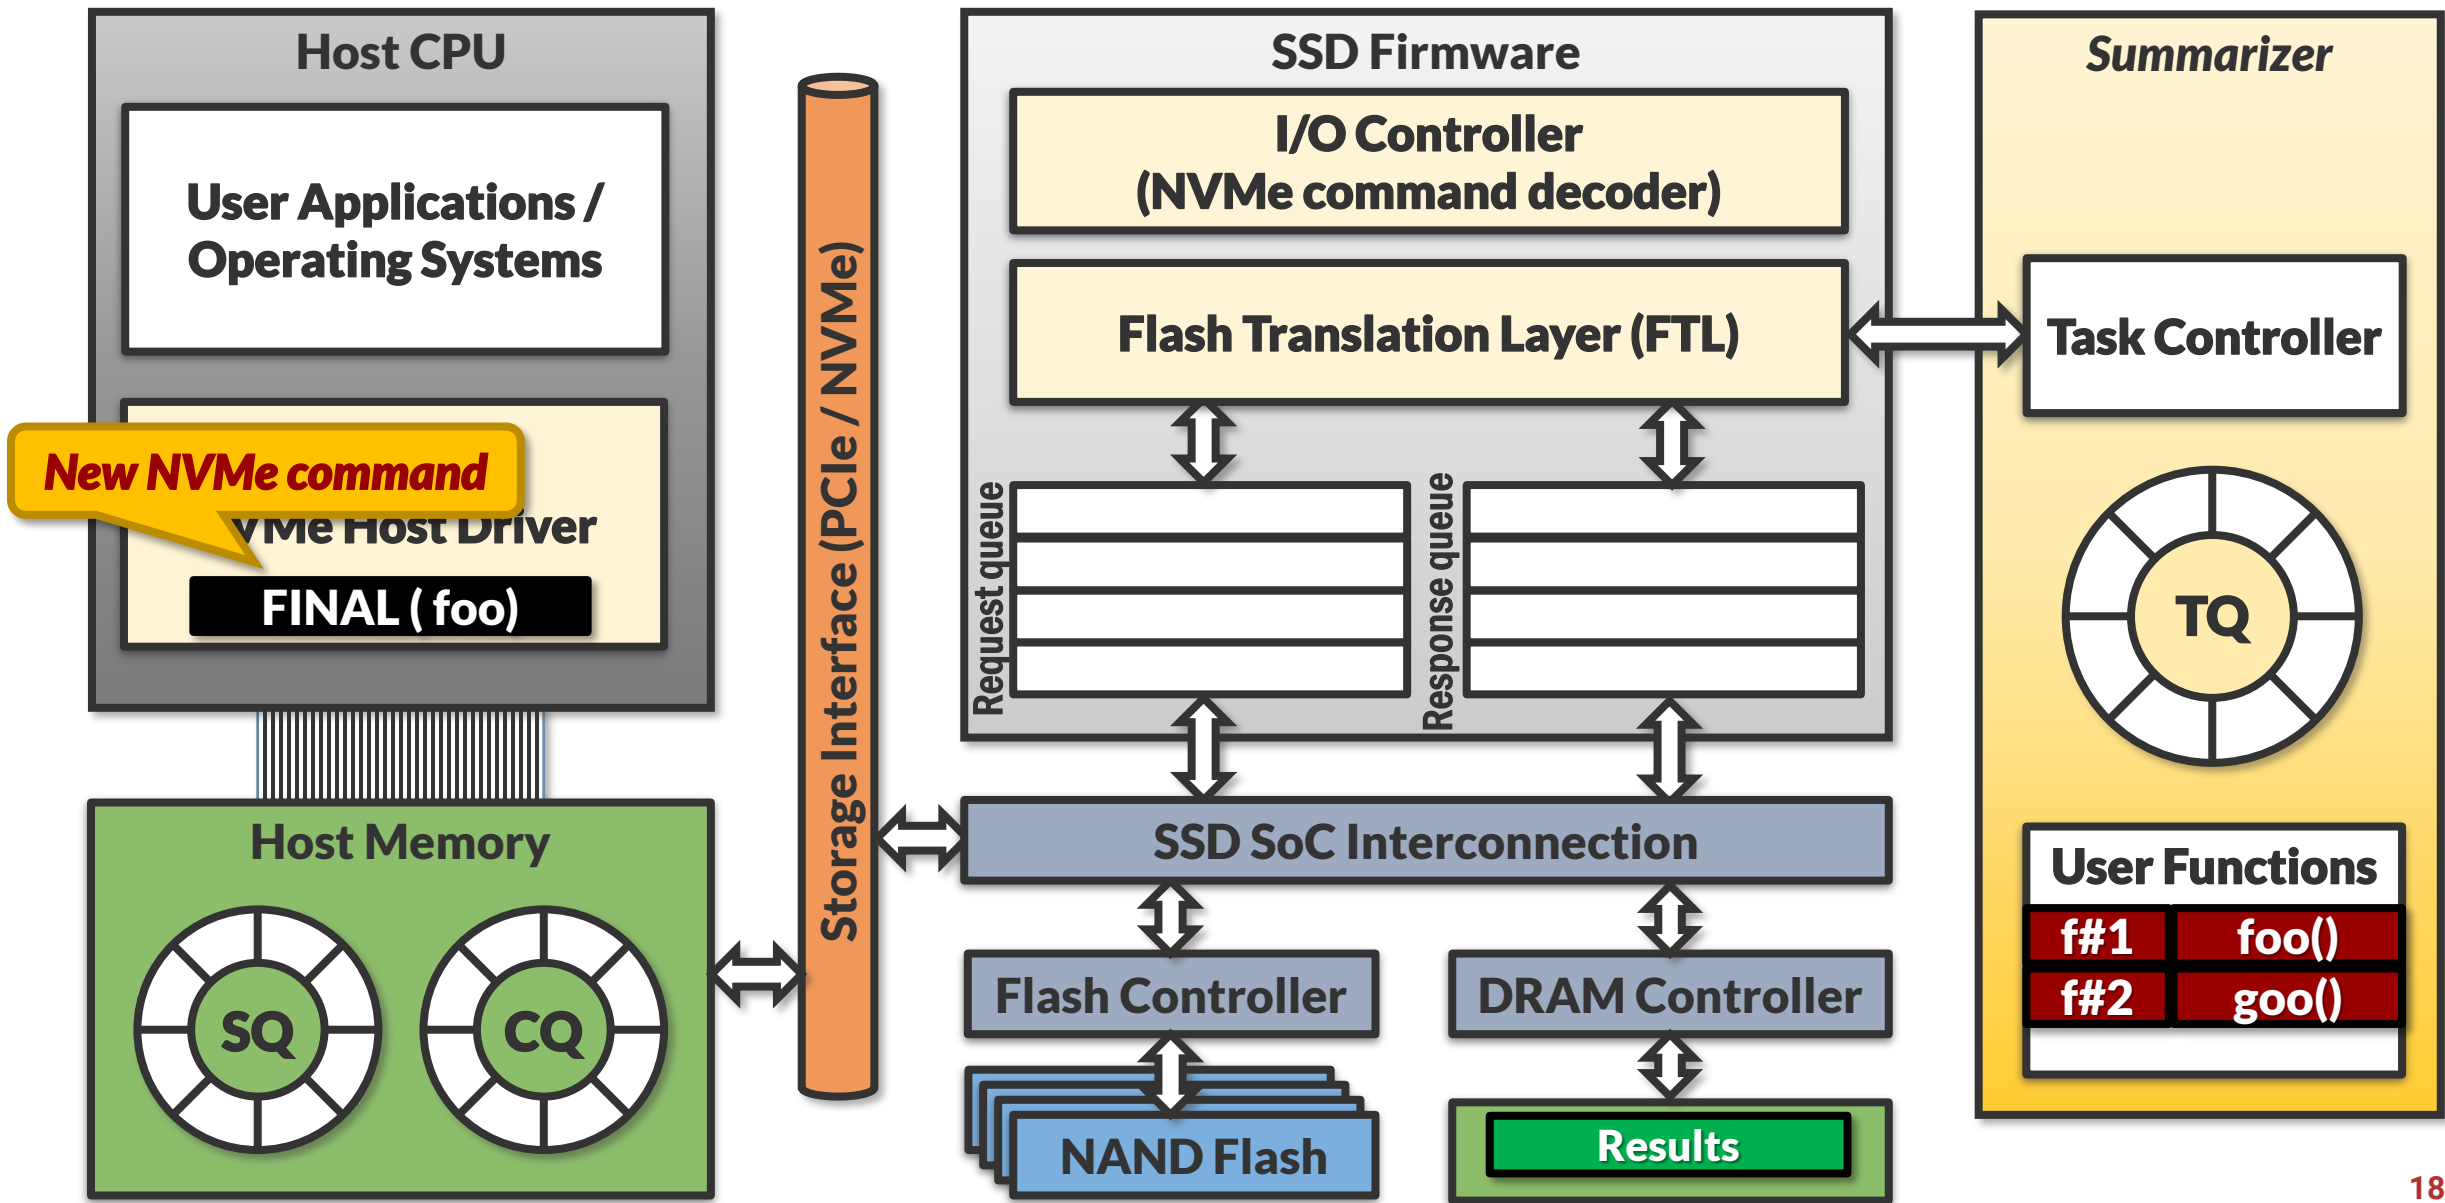 Host CPU
User Applications /
Operating Systems
New NVMe command
VMe Host Driver
FINAL ( foo)
Host Memory
SQ
CQ
Storage Interface (PCIe / NVMe)
SSD Firmware
I/O Controller
(NVMe command decoder)
Flash Translation Layer (FTL)
Request queue
Response queue
SSD SoC Interconnection
Flash Controller
DRAM Controller
NAND Flash
Results
Summarizer
Task Controller
TQ
User Functions
f#1 foo()
f#2 goo()
18